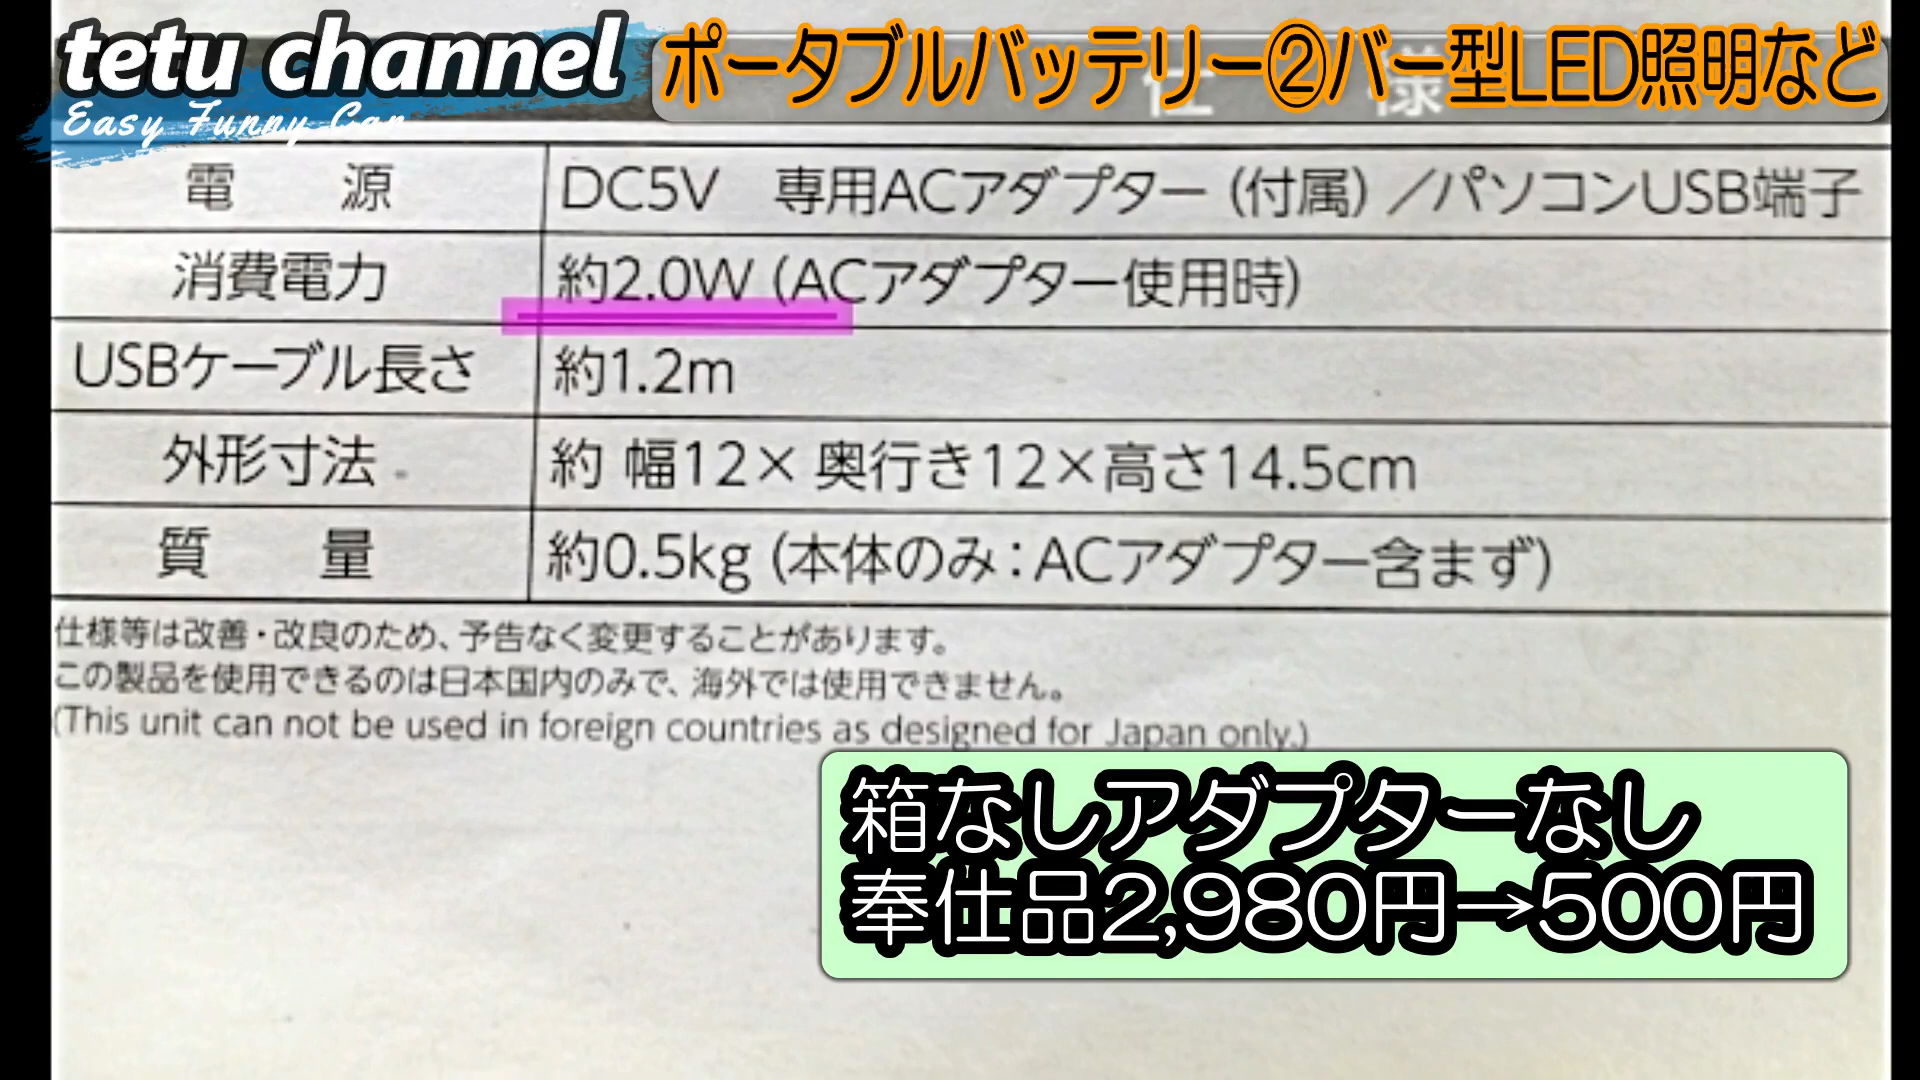 tetu channel
Easy Funny Car
ポータブルバッテリー②バー型LED照明など
仕 様
電 源 DC5V 専用ACアダプター(付属)/パソコンUSB端子
消費電力 約2.0W(ACアダプター使用時)
USBケーブル長さ 約1.2m
外形寸法 約 幅12×奥行き12×高さ14.5cm
質 量 約0.5kg(本体のみ:ACアダプター含まず)
仕様等は改善・改良のため、予告なく変更することがあります。
この製品を使用できるのは日本国内のみで、海外では使用できません。
(This unit can not be used in foreign countries as designed for Japan only.)
箱なしアダプターなし
奉仕品2,980円→500円